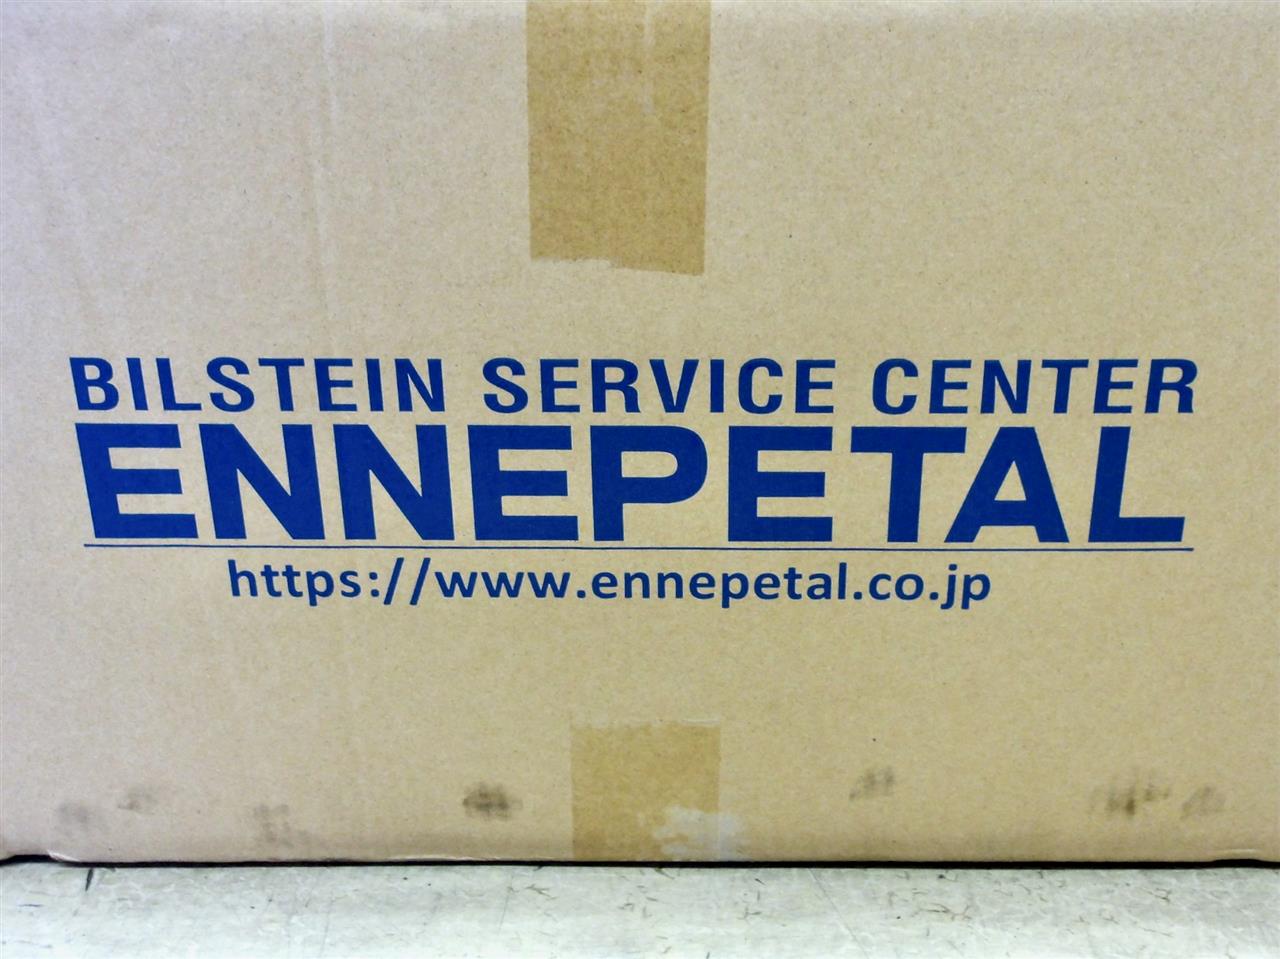 BILSTEIN SERVICE CENTER
ENNEPETAL
https://www.ennepetal.co.jp